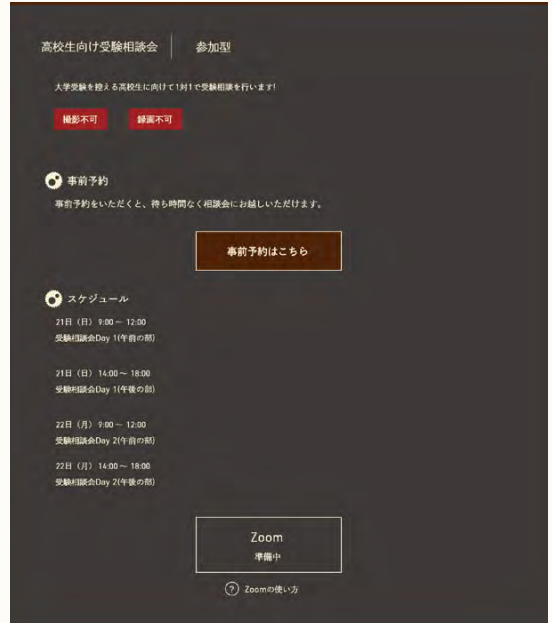 高校生向け受験相談会 参加型
大学受験を控える高校生に向けて1対1で受験相談を行います!
撮影不可 録画不可
事前予約
事前予約をいただくと、待ち時間なく相談会にお越しいただけます。
事前予約はこちら
スケジュール
21日（日） 9:00 ～ 12:00
受験相談会Day 1(午前の部)
21日（日） 14:00 ～ 18:00
受験相談会Day 1(午後の部)
22日（月） 9:00 ～ 12:00
受験相談会Day 2(午前の部)
22日（月） 14:00 ～ 18:00
受験相談会Day 2(午後の部)
Zoom
準備中
? Zoomの使い方